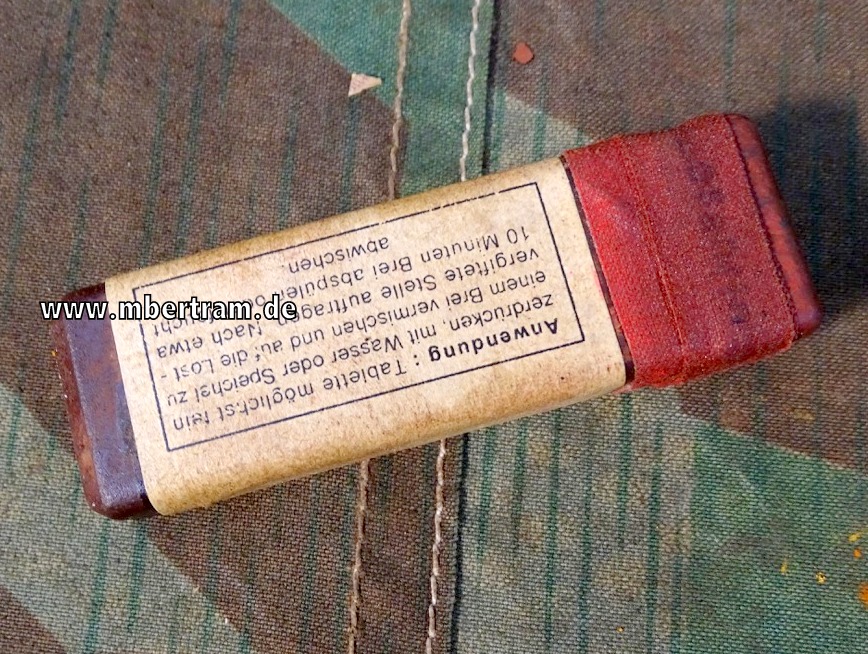 Anwendung : Tablette möglichst fein
zerdrücken, mit Wasser oder Speichel zu
einem Brei vermischen und auf die Lost -
vergiftete Stelle auftragen. Nach etwa
10 Minuten Brei abspülen
abwischen.
www.mbertram.de